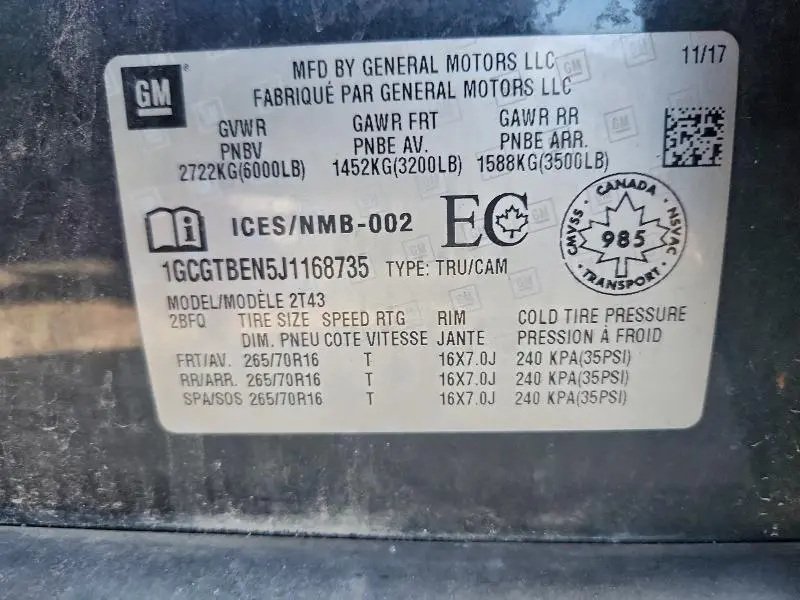 GM
MFD BY GENERAL MOTORS LLC
FABRIQUÉ PAR GENERAL MOTORS LLC
11/17
GVWR GAWR FRT GAWR RR
PNBV PNBE AV. PNBE ARR.
2722KG(6000LB) 1452KG(3200LB) 1588KG(3500LB)
ICES/NMB-002
EC
CANADA
CMVSS 985 NSVAC
TRANSPORT
1GCGTBEN5J1168735 TYPE: TRU/CAM
MODEL/MODÈLE 2T43
2BFQ TIRE SIZE SPEED RTG RIM COLD TIRE PRESSURE
DIM. PNEU COTE VITESSE JANTE PRESSION À FROID
FRT/AV. 265/70R16 T 16X7.0J 240 KPA(35PSI)
RR/ARR. 265/70R16 T 16X7.0J 240 KPA(35PSI)
SPA/SOS 265/70R16 T 16X7.0J 240 KPA(35PSI)